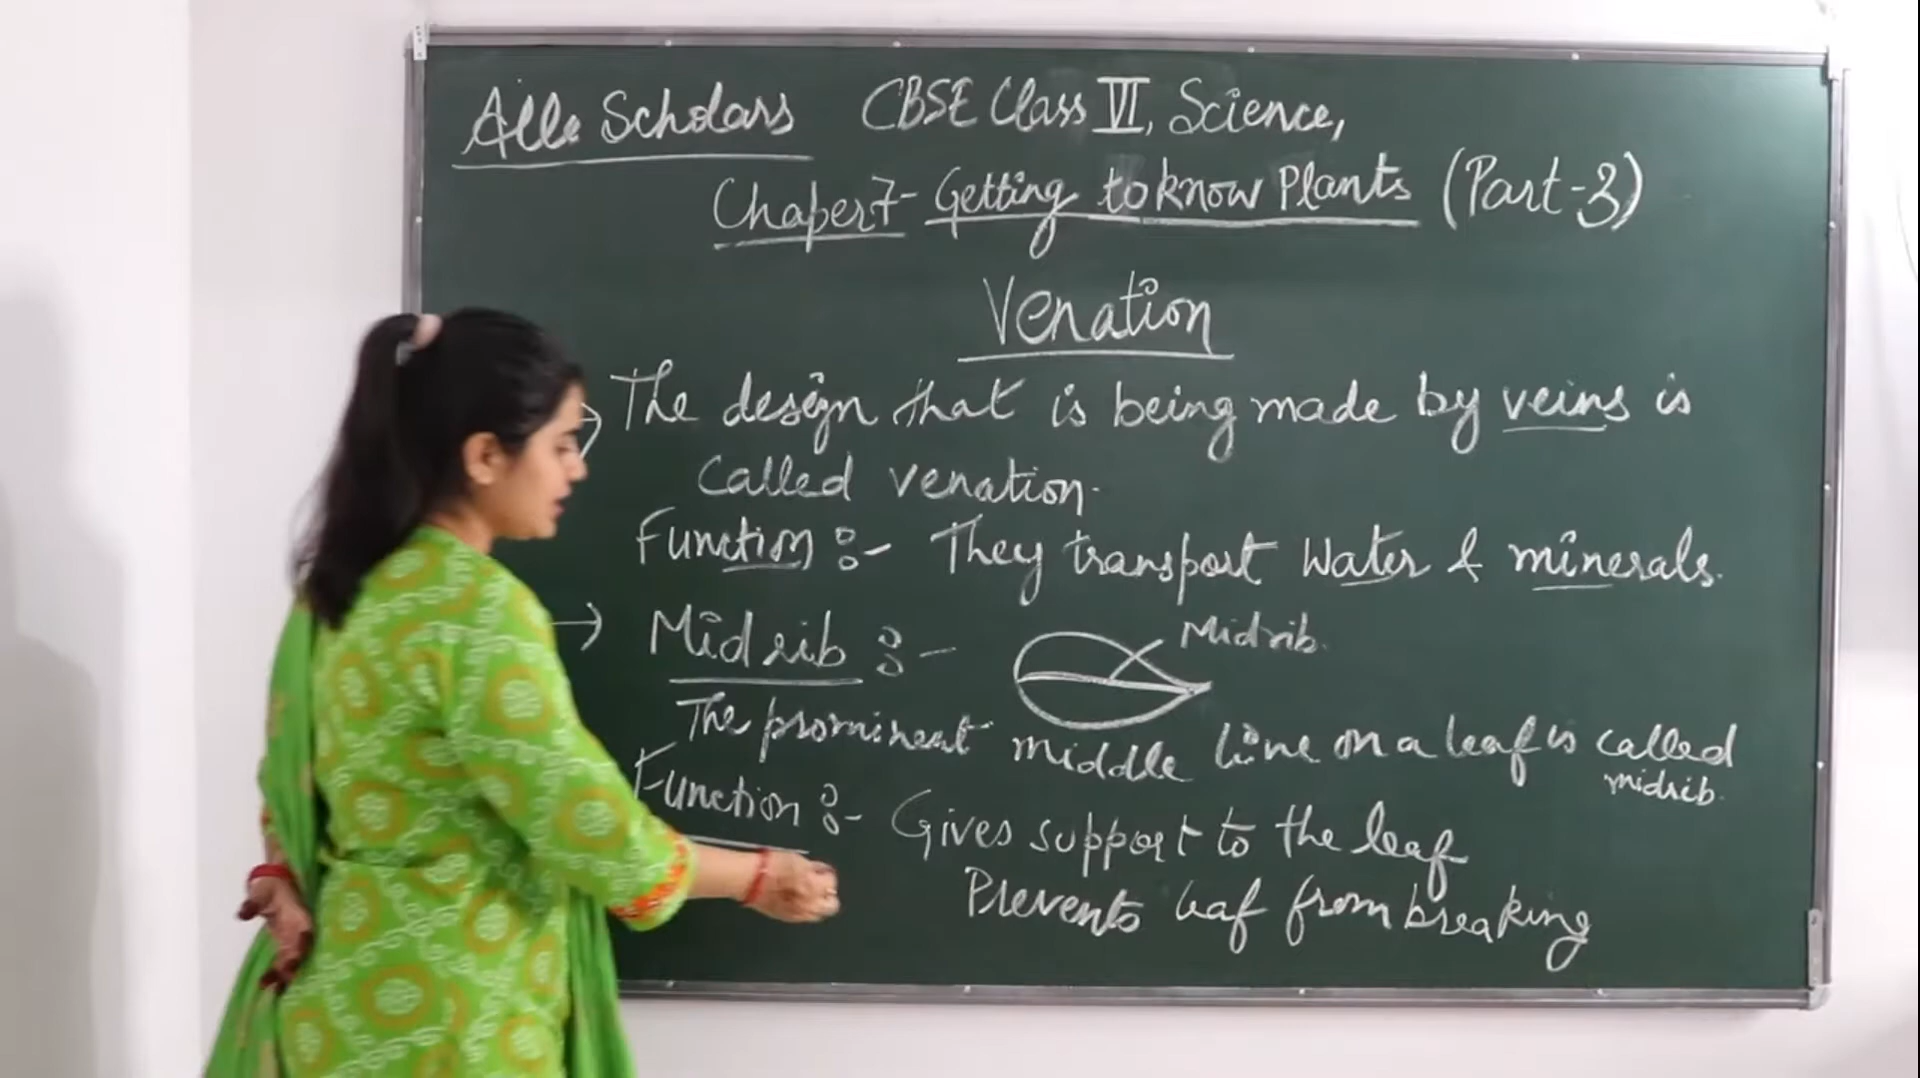 Alle Scholars CBSE Class VI, Science,
Chaper 7 - Getting to know Plants (Part-3)
Venation
→ The design that is being made by veins is
called venation.
Function :- They transport Water & minerals.
→ Midrib :-
Midrib.
The prominent middle line on a leaf is called
midrib.
Function :- Gives support to the leaf
Prevents leaf from breaking